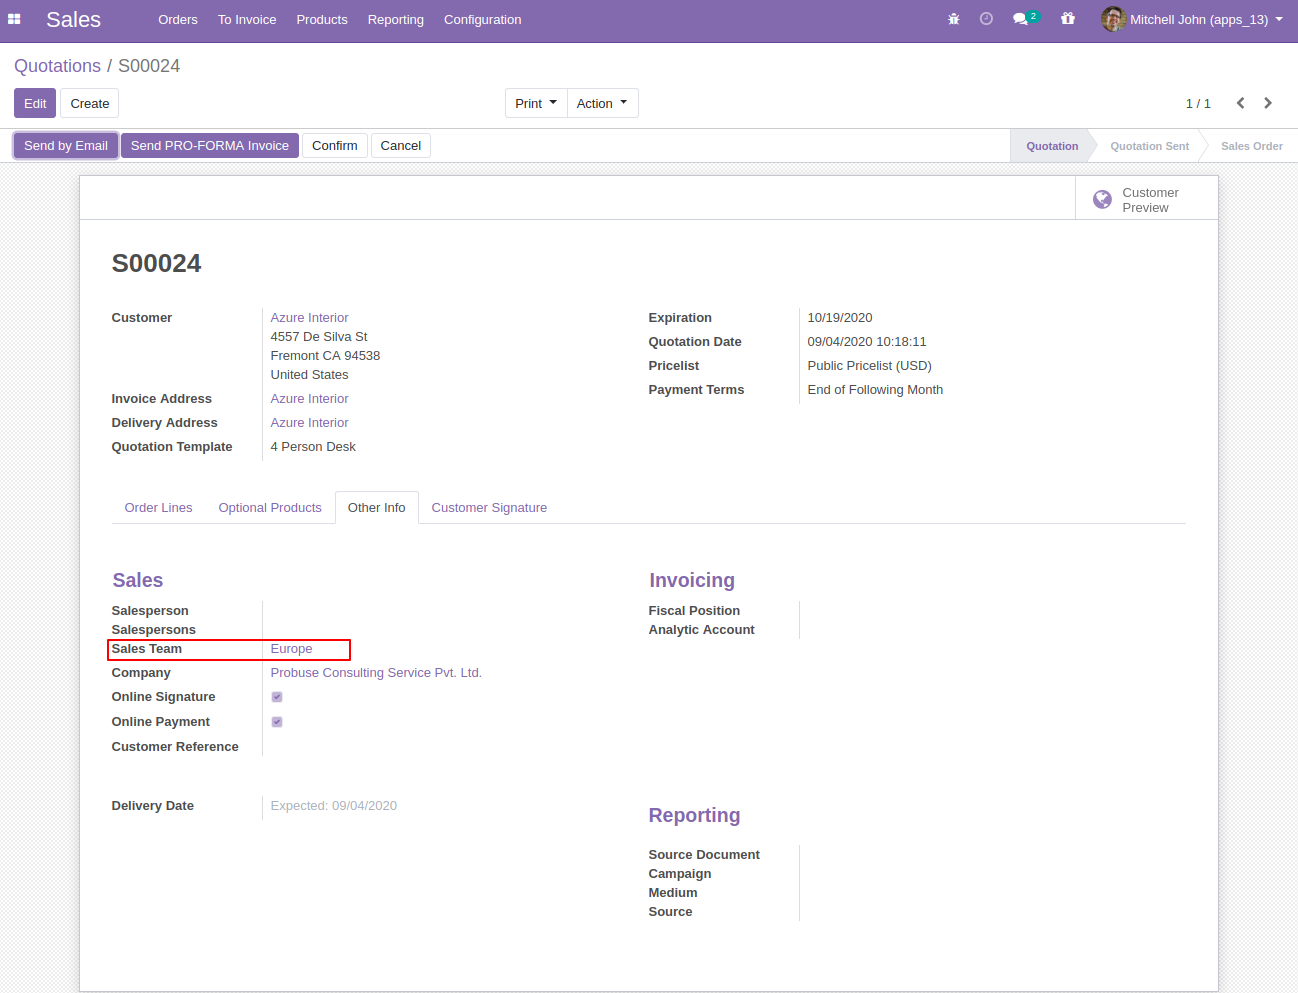 Sales Orders To Invoice Products Reporting Configuration 2 Mitchell John (apps_13)
Quotations / S00024
Edit Create Print Action 1 / 1
Send by Email Send PRO-FORMA Invoice Confirm Cancel Quotation Quotation Sent Sales Order
Customer
Preview
S00024
Customer Azure Interior
4557 De Silva St
Fremont CA 94538
United States
Invoice Address Azure Interior
Delivery Address Azure Interior
Quotation Template 4 Person Desk
Expiration 10/19/2020
Quotation Date 09/04/2020 10:18:11
Pricelist Public Pricelist (USD)
Payment Terms End of Following Month
Order Lines Optional Products Other Info Customer Signature
Sales
Salesperson
Salespersons
Sales Team Europe
Company Probuse Consulting Service Pvt. Ltd.
Online Signature
Online Payment
Customer Reference
Invoicing
Fiscal Position
Analytic Account
Delivery Date Expected: 09/04/2020
Reporting
Source Document
Campaign
Medium
Source